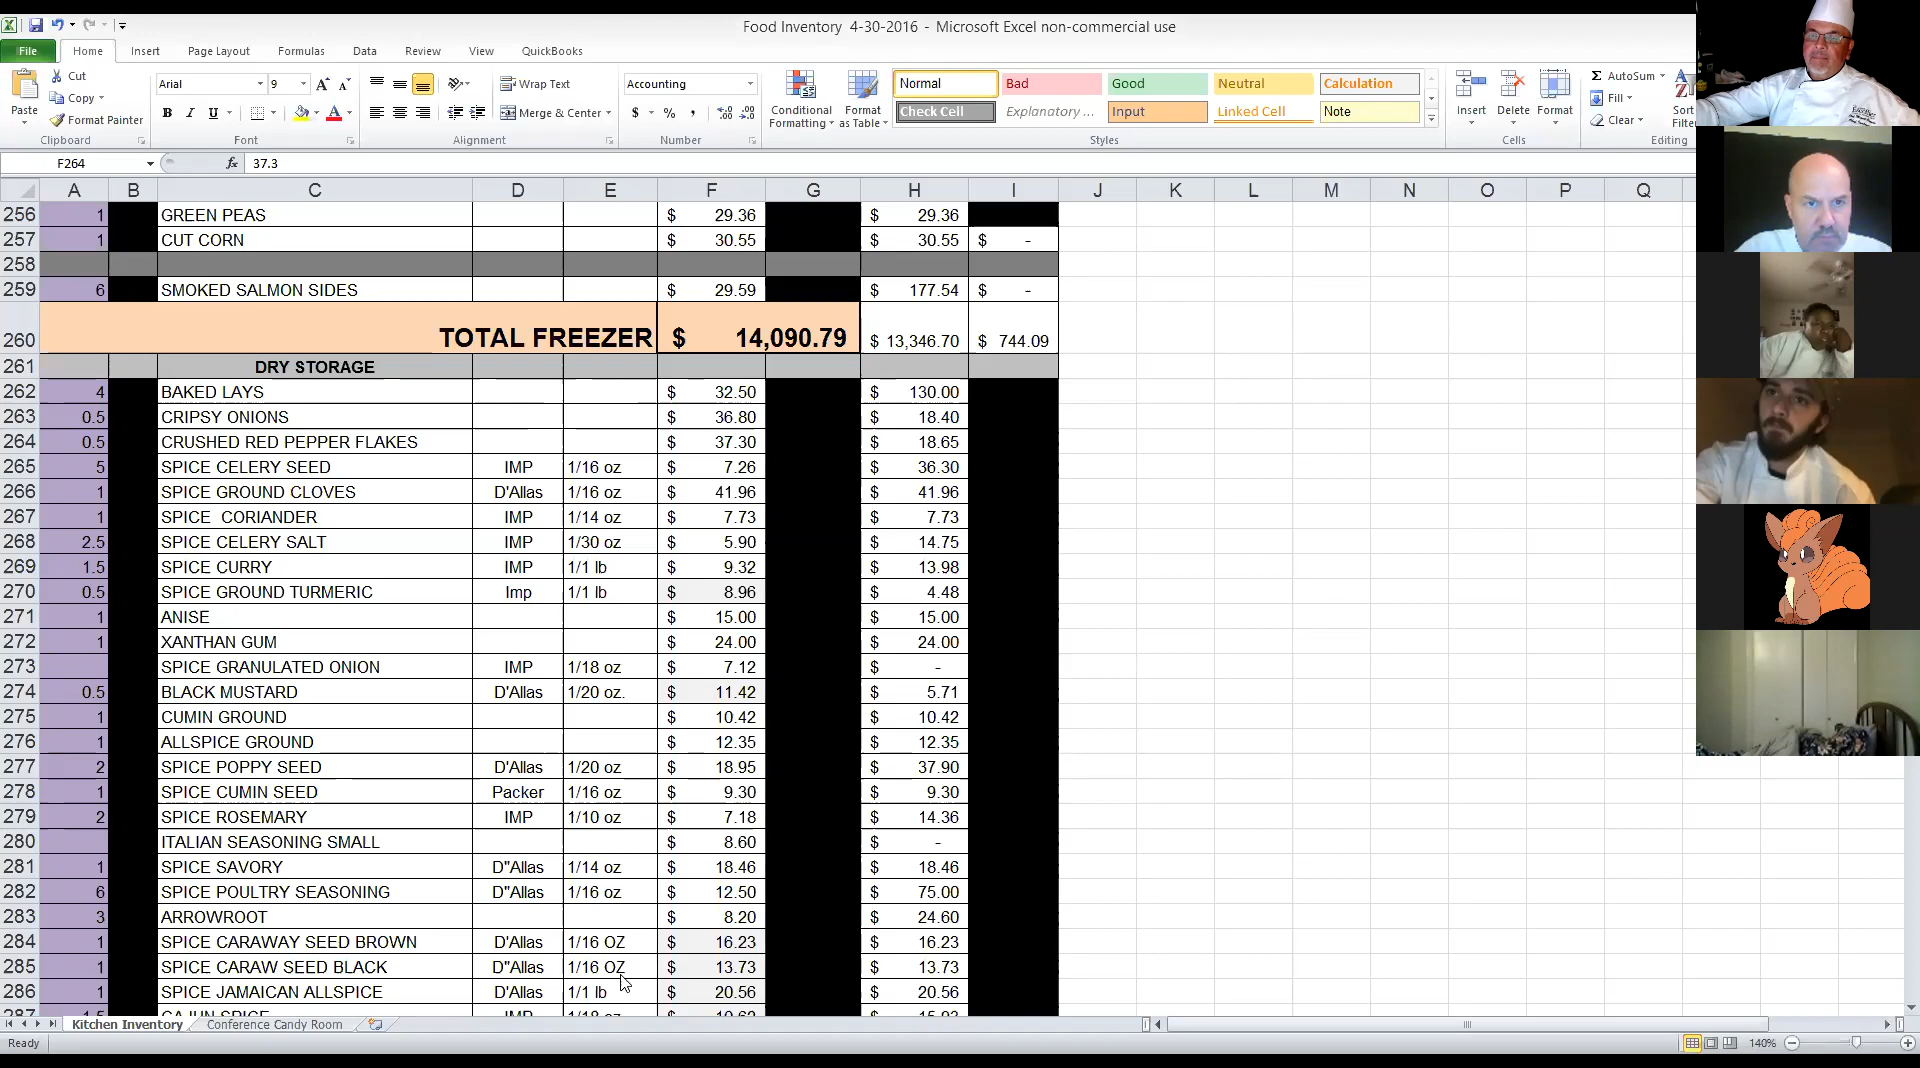 Food Inventory 4-30-2016 - Microsoft Excel non-commercial use
File Home Insert Page Layout Formulas Data Review View QuickBooks
Cut
Copy
Format Painter
Paste
Clipboard
Arial 9
B I U
Font
Wrap Text
Merge & Center
Alignment
Accounting
$ % ,
Number
Conditional Formatting
Format as Table
Normal Bad Good Neutral Calculation
Check Cell Explanatory ... Input Linked Cell Note
Styles
Insert Delete Format
Cells
AutoSum
Fill
Clear
Sort
Filter
Editing
F264 fx 37.3
A B C D E F G H I J K L M N O P Q
256 1 GREEN PEAS $ 29.36 $ 29.36
257 1 CUT CORN $ 30.55 $ 30.55 $ -
258
259 6 SMOKED SALMON SIDES $ 29.59 $ 177.54 $ -
260 TOTAL FREEZER $ 14,090.79 $ 13,346.70 $ 744.09
261 DRY STORAGE
262 4 BAKED LAYS $ 32.50 $ 130.00
263 0.5 CRIPSY ONIONS $ 36.80 $ 18.40
264 0.5 CRUSHED RED PEPPER FLAKES $ 37.30 $ 18.65
265 5 SPICE CELERY SEED IMP 1/16 oz $ 7.26 $ 36.30
266 1 SPICE GROUND CLOVES D'Allas 1/16 oz $ 41.96 $ 41.96
267 1 SPICE CORIANDER IMP 1/14 oz $ 7.73 $ 7.73
268 2.5 SPICE CELERY SALT IMP 1/30 oz $ 5.90 $ 14.75
269 1.5 SPICE CURRY IMP 1/1 lb $ 9.32 $ 13.98
270 0.5 SPICE GROUND TURMERIC Imp 1/1 lb $ 8.96 $ 4.48
271 1 ANISE $ 15.00 $ 15.00
272 1 XANTHAN GUM $ 24.00 $ 24.00
273 SPICE GRANULATED ONION IMP 1/18 oz $ 7.12 $ -
274 0.5 BLACK MUSTARD D'Allas 1/20 oz. $ 11.42 $ 5.71
275 1 CUMIN GROUND $ 10.42 $ 10.42
276 1 ALLSPICE GROUND $ 12.35 $ 12.35
277 2 SPICE POPPY SEED D'Allas 1/20 oz $ 18.95 $ 37.90
278 1 SPICE CUMIN SEED Packer 1/16 oz $ 9.30 $ 9.30
279 2 SPICE ROSEMARY IMP 1/10 oz $ 7.18 $ 14.36
280 ITALIAN SEASONING SMALL $ 8.60 $ -
281 1 SPICE SAVORY D"Allas 1/14 oz $ 18.46 $ 18.46
282 6 SPICE POULTRY SEASONING D"Allas 1/16 oz $ 12.50 $ 75.00
283 3 ARROWROOT $ 8.20 $ 24.60
284 1 SPICE CARAWAY SEED BROWN D'Allas 1/16 OZ $ 16.23 $ 16.23
285 1 SPICE CARAW SEED BLACK D"Allas 1/16 OZ $ 13.73 $ 13.73
286 1 SPICE JAMAICAN ALLSPICE D'Allas 1/1 lb $ 20.56 $ 20.56
Kitchen Inventory Conference Candy Room
Ready 140%